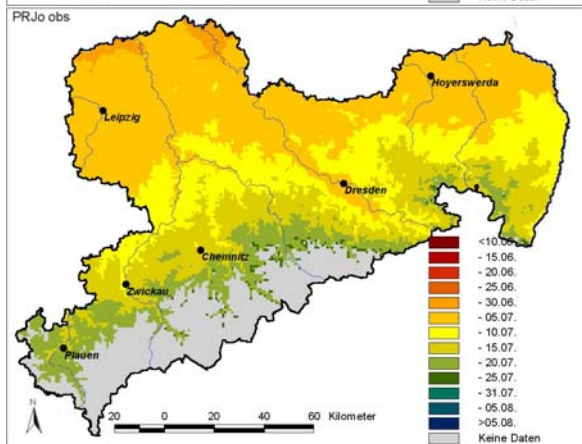 PRJo obs
Hoyerswerda
Leipzig
Dresden
Chemnitz
Zwickau
Plauen
- 15.06.
- 20.06.
- 25.06.
- 30.06.
- 05.07.
- 10.07.
- 15.07.
- 20.07.
- 25.07.
- 31.07.
- 05.08.
>05.08.
Keine Daten
N
20 0 20 40 60 Kilometer